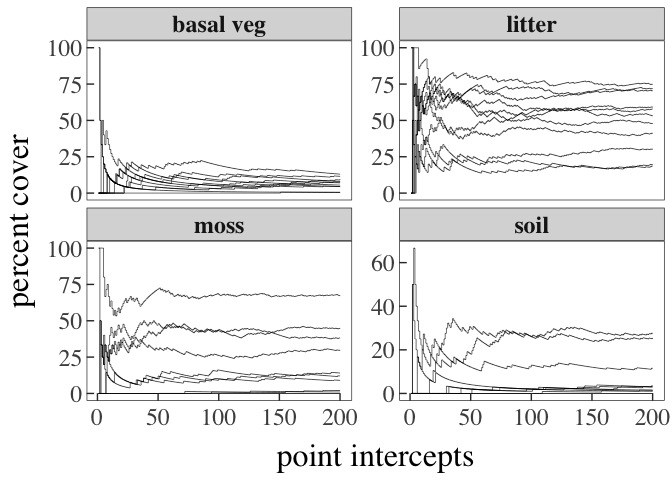 basal veg litter
100 100
75 75
50 50
25 25
0 0
percent cover
moss soil
100
75 60
50 40
25 20
0 0
0 50 100 150 200 0 50 100 150 200
point intercepts